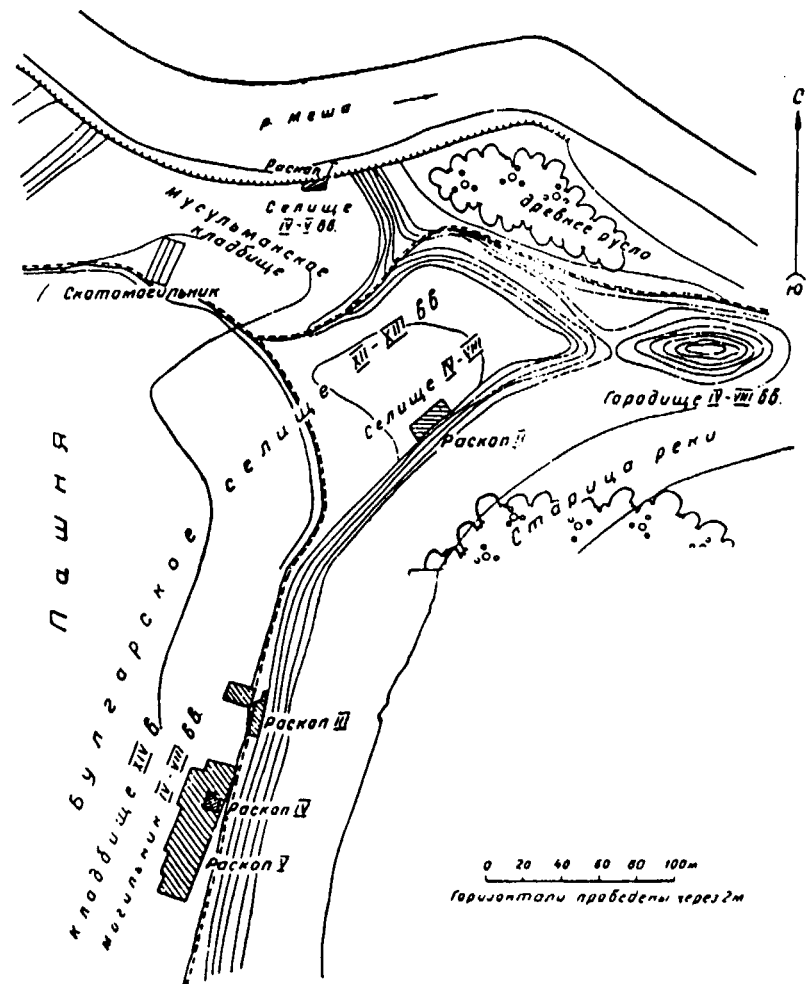 С
р. Меша
Раскоп I
Селище
IV-V вв.
древнее русло
мусульманское
кладбище
Ю
Скотомогильник
XII-XIII вв
Селище IV-VIII
Городище IV-VIII вв.
Раскоп II
Старица реки
Пашня
Булгарское селище
Раскоп III
кладбище XIV в.
могильник IV-VIII вв
Раскоп IV
Раскоп V
0 20 40 60 80 100м
Горизонтали проведены через 2м